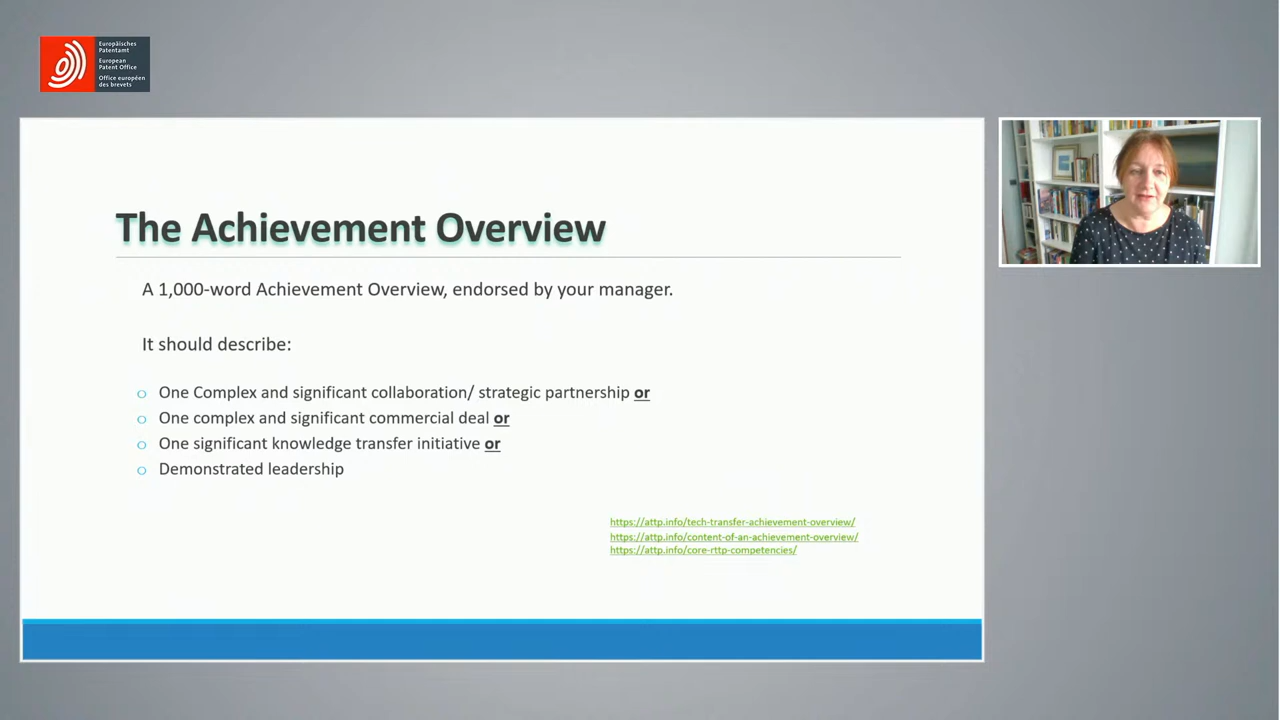 Europäisches
Patentamt
European
Patent Office
Office européen
des brevets
The Achievement Overview
A 1,000-word Achievement Overview, endorsed by your manager.
It should describe:
o One Complex and significant collaboration/ strategic partnership or
o One complex and significant commercial deal or
o One significant knowledge transfer initiative or
o Demonstrated leadership
https://attp.info/tech-transfer-achievement-overview/
https://attp.info/content-of-an-achievement-overview/
https://attp.info/core-rttp-competencies/